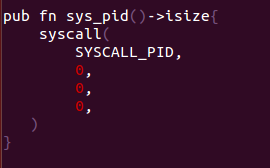 pub fn sys_pid()->isize{
    syscall(
        SYSCALL_PID,
        0,
        0,
        0,
    )
}